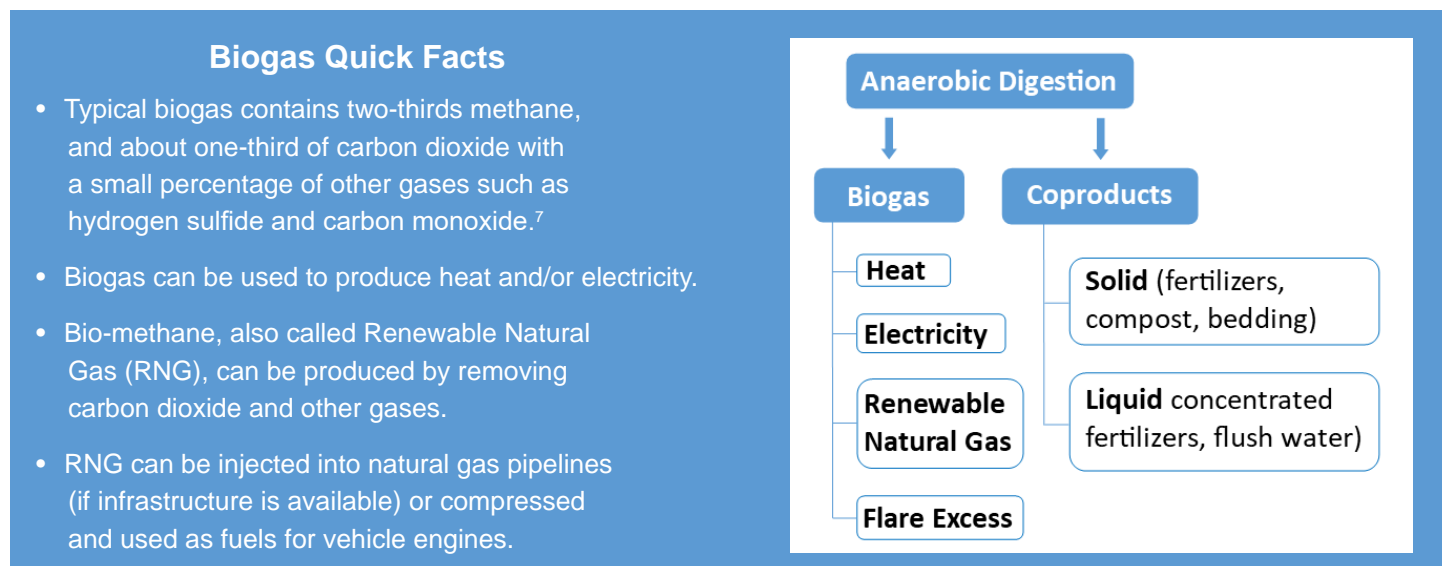 Biogas Quick Facts
• Typical biogas contains two-thirds methane,
and about one-third of carbon dioxide with
a small percentage of other gases such as
hydrogen sulfide and carbon monoxide.⁷
• Biogas can be used to produce heat and/or electricity.
• Bio-methane, also called Renewable Natural
Gas (RNG), can be produced by removing
carbon dioxide and other gases.
• RNG can be injected into natural gas pipelines
(if infrastructure is available) or compressed
and used as fuels for vehicle engines.
Anaerobic Digestion
Biogas
Heat
Electricity
Renewable
Natural Gas
Flare Excess
Coproducts
Solid (fertilizers,
compost, bedding)
Liquid concentrated
fertilizers, flush water)